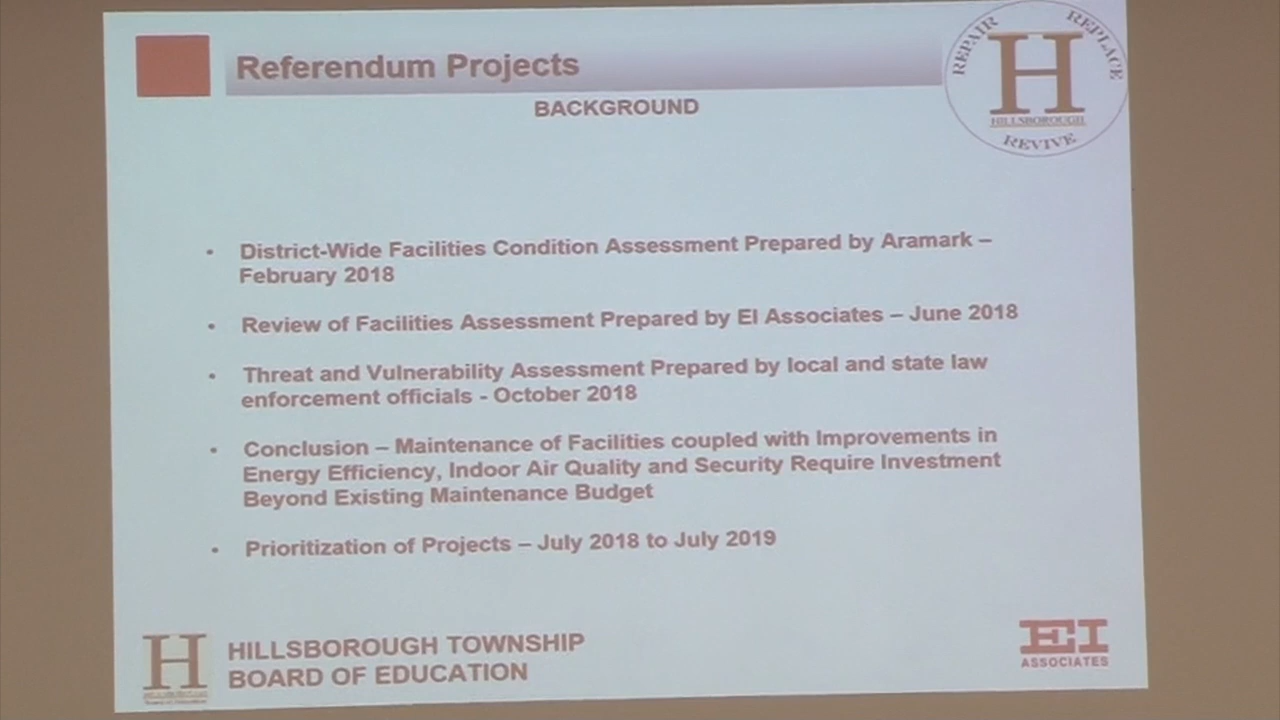 Referendum Projects
REPAIR
REPLACE
H
HILLSBOROUGH
REVIVE
BACKGROUND
• District-Wide Facilities Condition Assessment Prepared by Aramark –
February 2018
• Review of Facilities Assessment Prepared by EI Associates – June 2018
• Threat and Vulnerability Assessment Prepared by local and state law
enforcement officials - October 2018
• Conclusion – Maintenance of Facilities coupled with Improvements in
Energy Efficiency, Indoor Air Quality and Security Require Investment
Beyond Existing Maintenance Budget
• Prioritization of Projects – July 2018 to July 2019
H
HILLSBOROUGH TOWNSHIP
BOARD OF EDUCATION
EI
ASSOCIATES